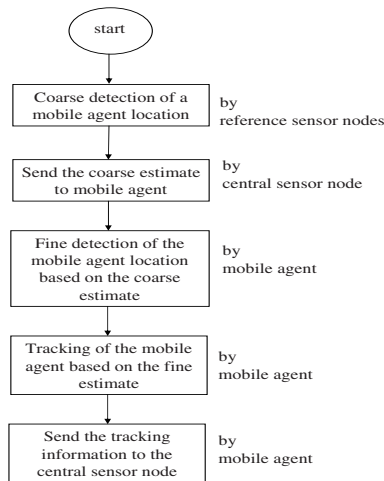 start
Coarse detection of a
mobile agent location
by
reference sensor nodes
Send the coarse estimate
to mobile agent
by
central sensor node
Fine detection of the
mobile agent location
based on the coarse
estimate
by
mobile agent
Tracking of the mobile
agent based on the fine
estimate
by
mobile agent
Send the tracking
information to the
central sensor node
by
mobile agent